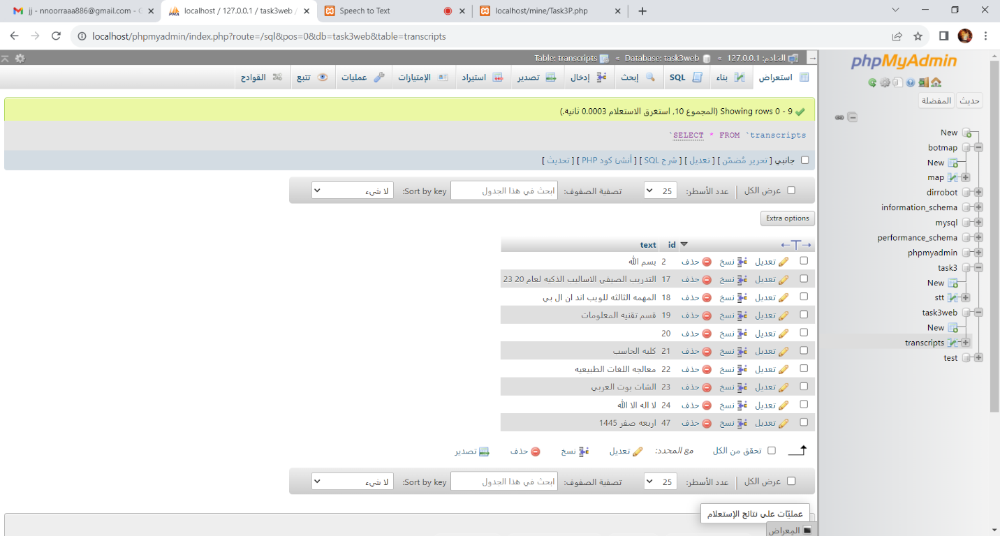 jj - nnoorraaa886@gmail.com - G
localhost / 127.0.0.1 / task3web /
Speech to Text
localhost/mine/Task3P.php
localhost/phpmyadmin/index.php?route=/sql&pos=0&db=task3web&table=transcripts
phpMyAdmin
حديث
المفضلة
New
botmap
New
map
dirrobot
information_schema
mysql
performance_schema
phpmyadmin
task3
New
stt
task3web
New
transcripts
test
الخادم: 127.0.0.1 » Database: task3web » Table: transcripts
استعراض بناء SQL إبحث إدخال تصدير استيراد الإمتيازات عمليات تتبع القوادح
Showing rows 0 - 9 (المجموع 10, استغرق الاستعلام 0.0003 ثانية.)
SELECT * FROM `transcripts`
جانبي [ تحرير مُضمّن ] [ تعديل ] [ شرح SQL ] [ أنشئ كود PHP ] [ تحديث ]
عرض الكل عدد الأسطر: 25 تصفية الصفوف: ابحث في هذا الجدول Sort by key: لا شيء
Extra options
id text
تعديل نسخ حذف 2 بسم الله
تعديل نسخ حذف 17 التدريب الصيفي الاساليب الذكيه لعام 20 23
تعديل نسخ حذف 18 المهمه الثالثه للويب اند ان ال بي
تعديل نسخ حذف 19 قسم تقنيه المعلومات
تعديل نسخ حذف 20
تعديل نسخ حذف 21 كليه الحاسب
تعديل نسخ حذف 22 معالجه اللغات الطبيعيه
تعديل نسخ حذف 23 الشات بوت العربي
تعديل نسخ حذف 24 لا اله الا الله
تعديل نسخ حذف 47 اربعه صفر 1445
تحقق من الكل مع المحدد: تعديل نسخ حذف تصدير
عرض الكل عدد الأسطر: 25 تصفية الصفوف: ابحث في هذا الجدول Sort by key: لا شيء
عمليّات على نتائج الإستعلام
المعراض